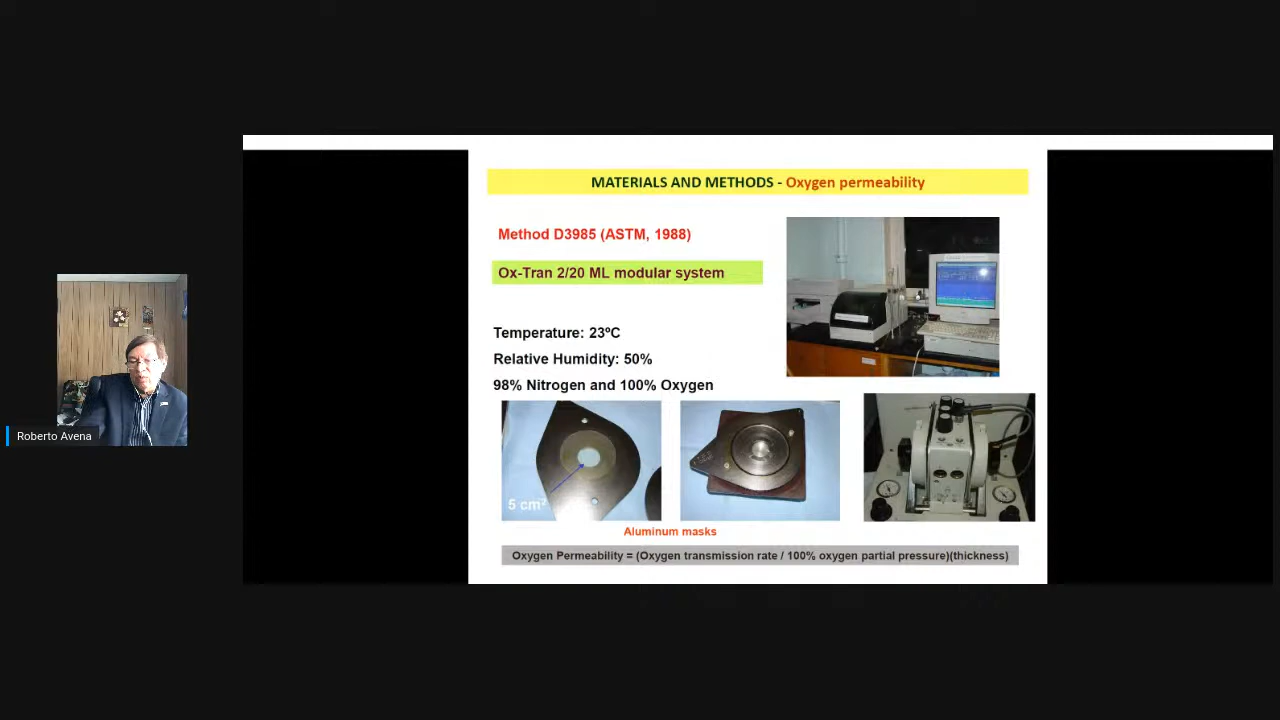 MATERIALS AND METHODS - Oxygen permeability
Method D3985 (ASTM, 1988)
Ox-Tran 2/20 ML modular system
Temperature: 23ºC
Relative Humidity: 50%
98% Nitrogen and 100% Oxygen
5 cm²
Aluminum masks
Oxygen Permeability = (Oxygen transmission rate / 100% oxygen partial pressure)(thickness)
Roberto Avena